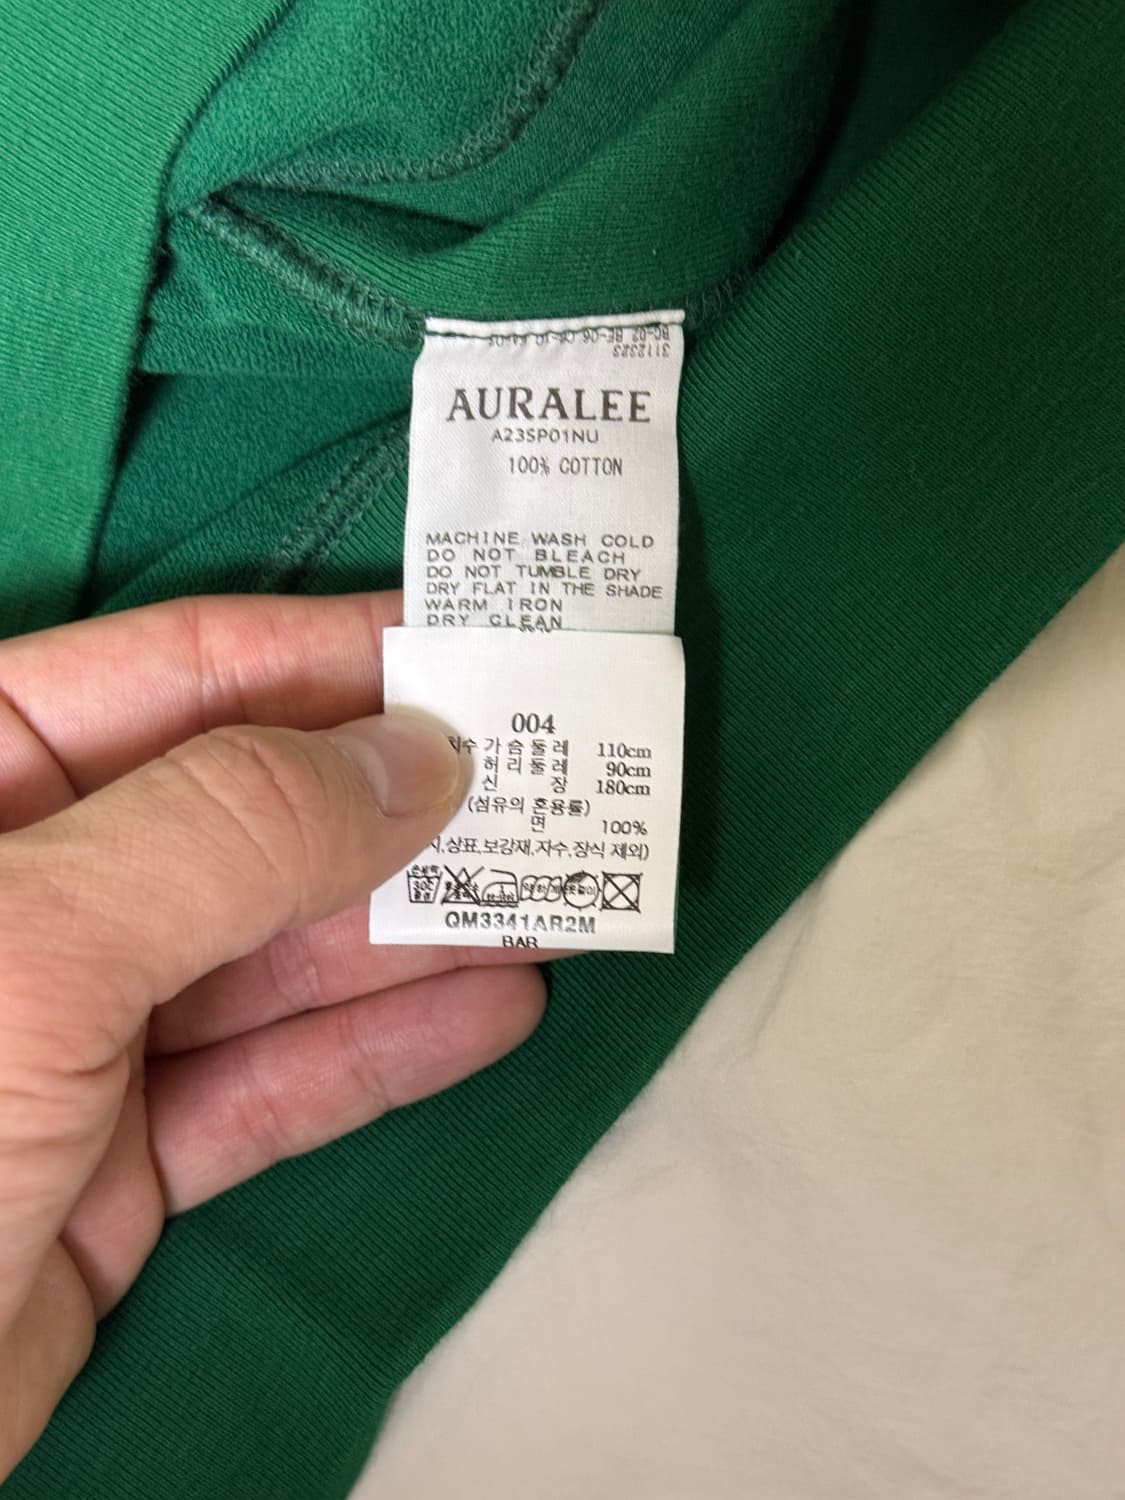 3112323
AURALEE
A23SP01NU
100% COTTON
MACHINE WASH COLD
DO NOT BLEACH
DO NOT TUMBLE DRY
DRY FLAT IN THE SHADE
WARM IRON
DRY CLEAN
004
치수 가슴둘레 110cm
허리둘레 90cm
신장 180cm
(섬유의 혼용률)
면 100%
상표,보강재,자수,장식 제외)
QM3341AR2M
BAR